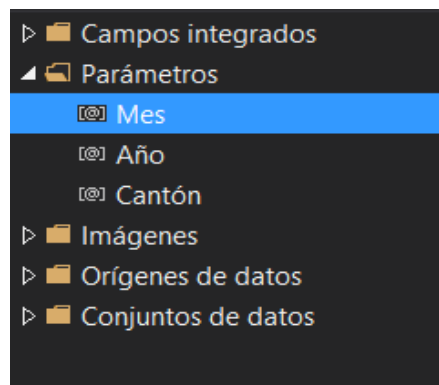 Campos integrados
Parámetros
[@] Mes
[@] Año
[@] Cantón
Imágenes
Orígenes de datos
Conjuntos de datos